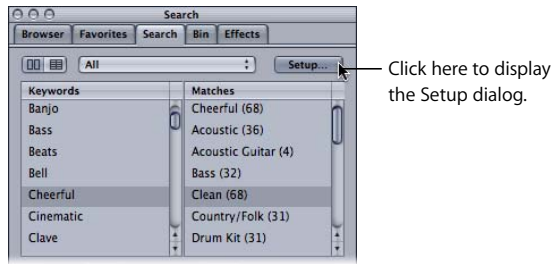 Search
Browser Favorites Search Bin Effects
All Setup...
Click here to display
the Setup dialog.
Keywords Matches
Banjo Cheerful (68)
Bass Acoustic (36)
Beats Acoustic Guitar (4)
Bell Bass (32)
Cheerful Clean (68)
Cinematic Country/Folk (31)
Clave Drum Kit (31)